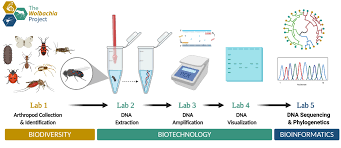 The
Wolbachia
Project
Lab 1
Arthropod Collection
& Identification
Lab 2
DNA
Extraction
Lab 3
DNA
Amplification
Lab 4
DNA
Visualization
Lab 5
DNA Sequencing
& Phylogenetics
BIODIVERSITY
BIOTECHNOLOGY
BIOINFORMATICS